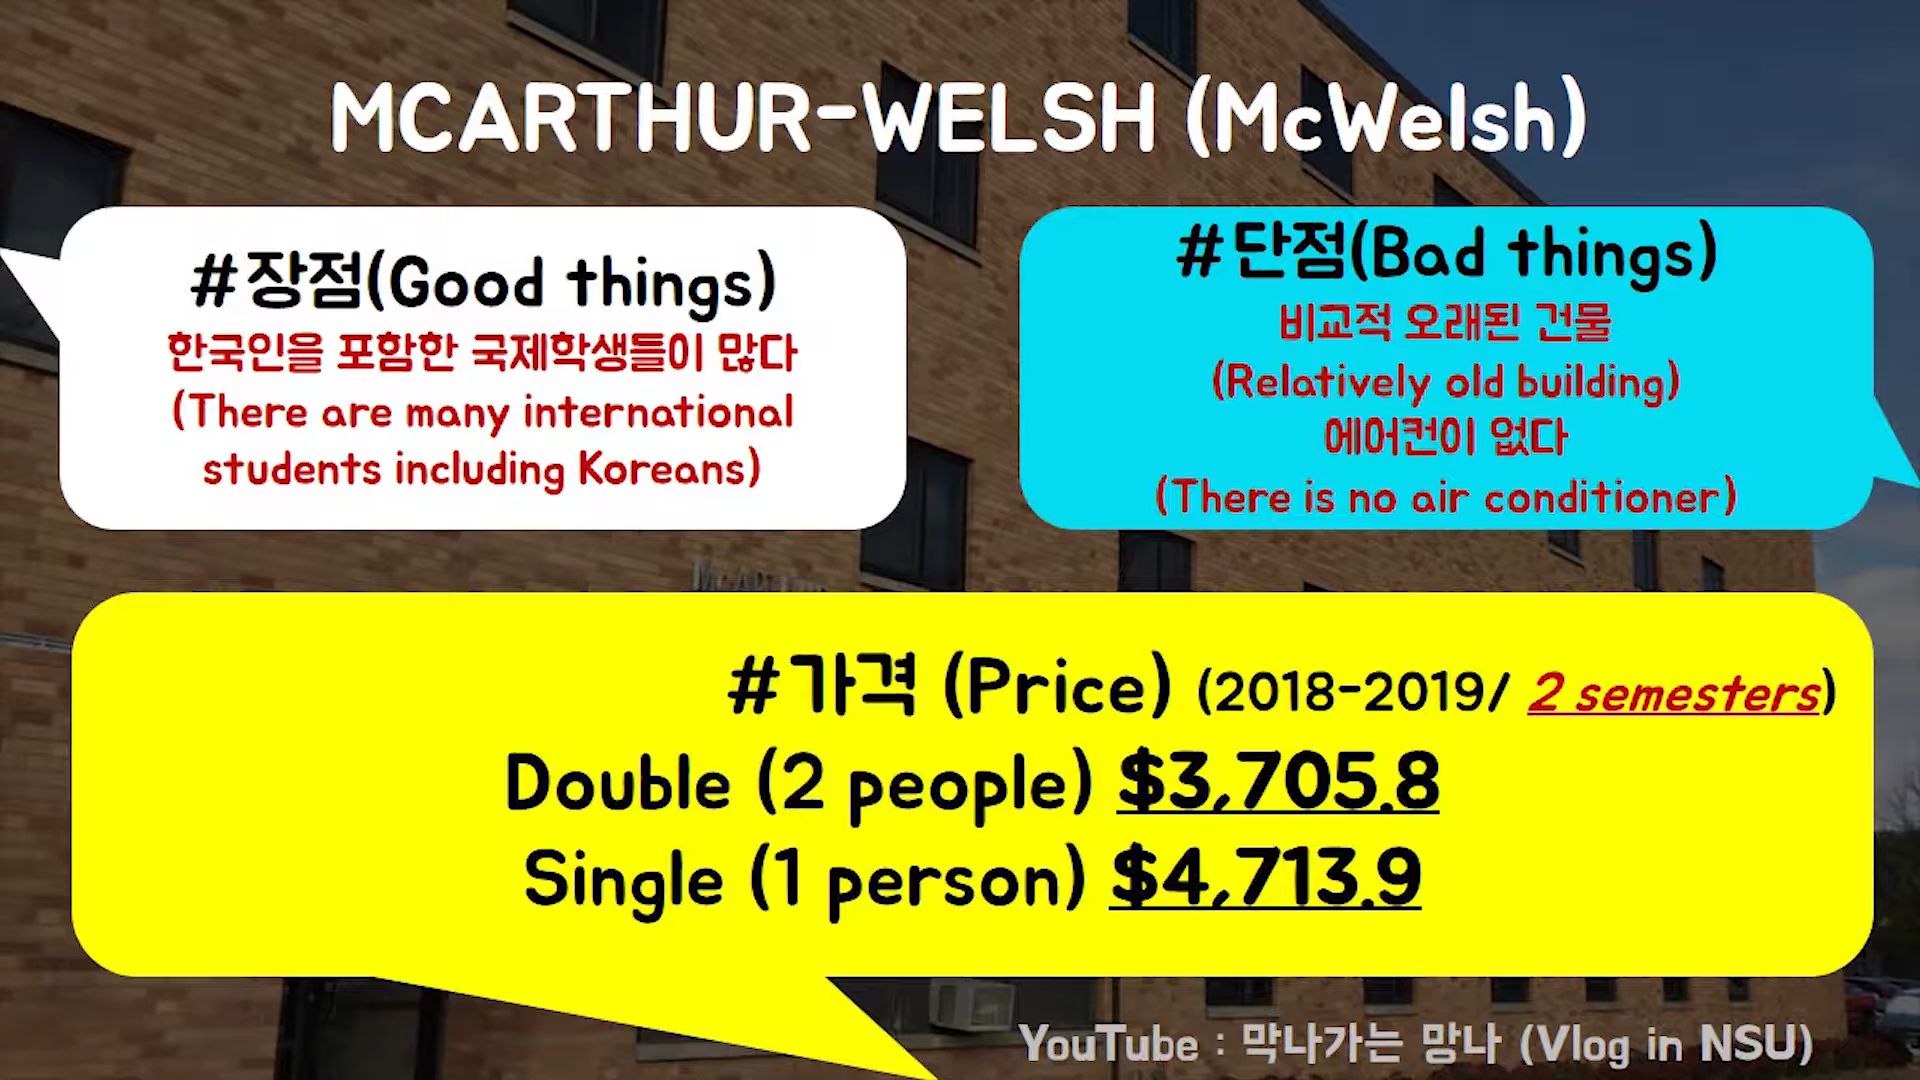 MCARTHUR-WELSH (McWelsh)
#장점(Good things)
한국인을 포함한 국제학생들이 많다
(There are many international
students including Koreans)
#단점(Bad things)
비교적 오래된 건물
(Relatively old building)
에어컨이 없다
(There is no air conditioner)
#가격 (Price) (2018-2019/ 2 semesters)
Double (2 people) $3,705.8
Single (1 person) $4,713.9
YouTube : 막나가는 망나 (Vlog in NSU)